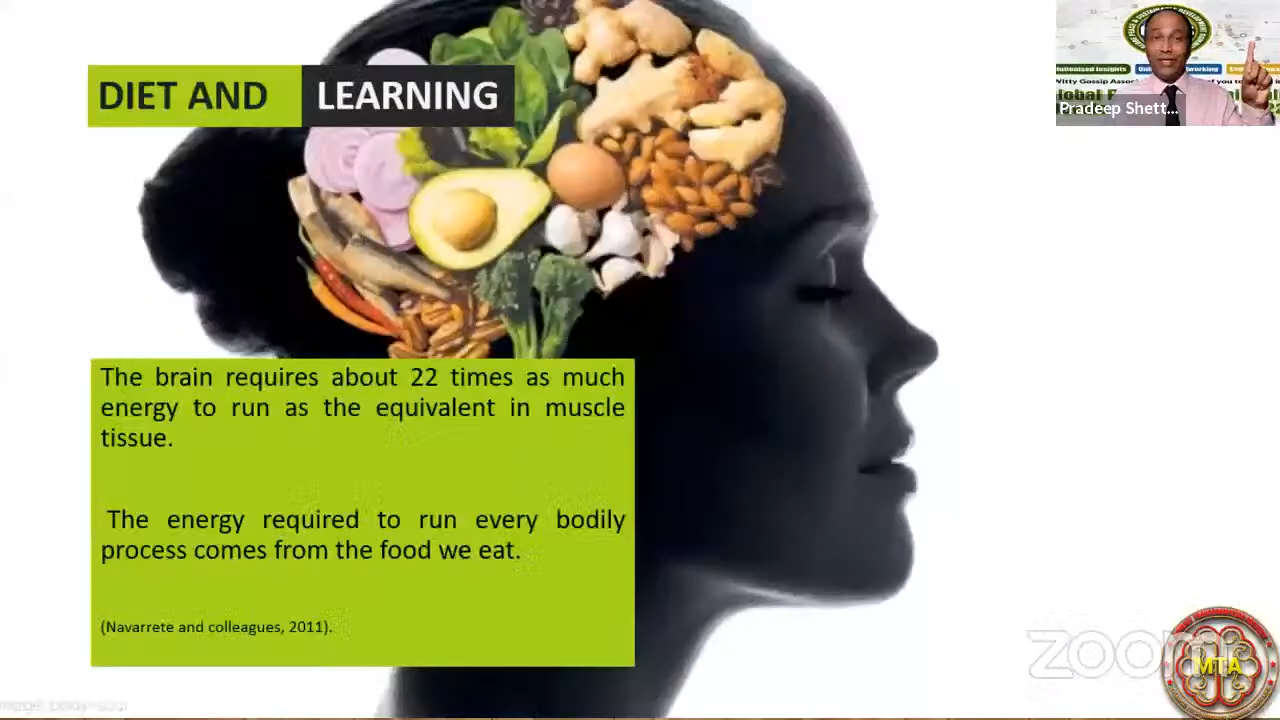 DIET AND LEARNING
Pradeep Shett...
The brain requires about 22 times as much
energy to run as the equivalent in muscle
tissue.
The energy required to run every bodily
process comes from the food we eat.
(Navarrete and colleagues, 2011).
zoom
MTA